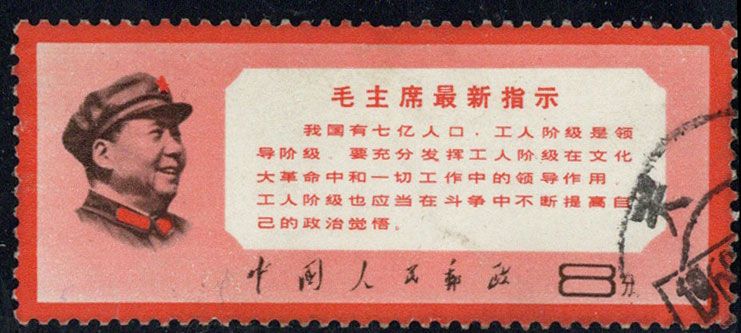 毛主席最新指示
我国有七亿人口，工人阶级是领
导阶级　要充分发挥工人阶级在文化
大革命中和一切工作中的领导作用
工人阶级也应当在斗争中不断提高自
己的政治觉悟。
中国人民邮政 8分
天
1968